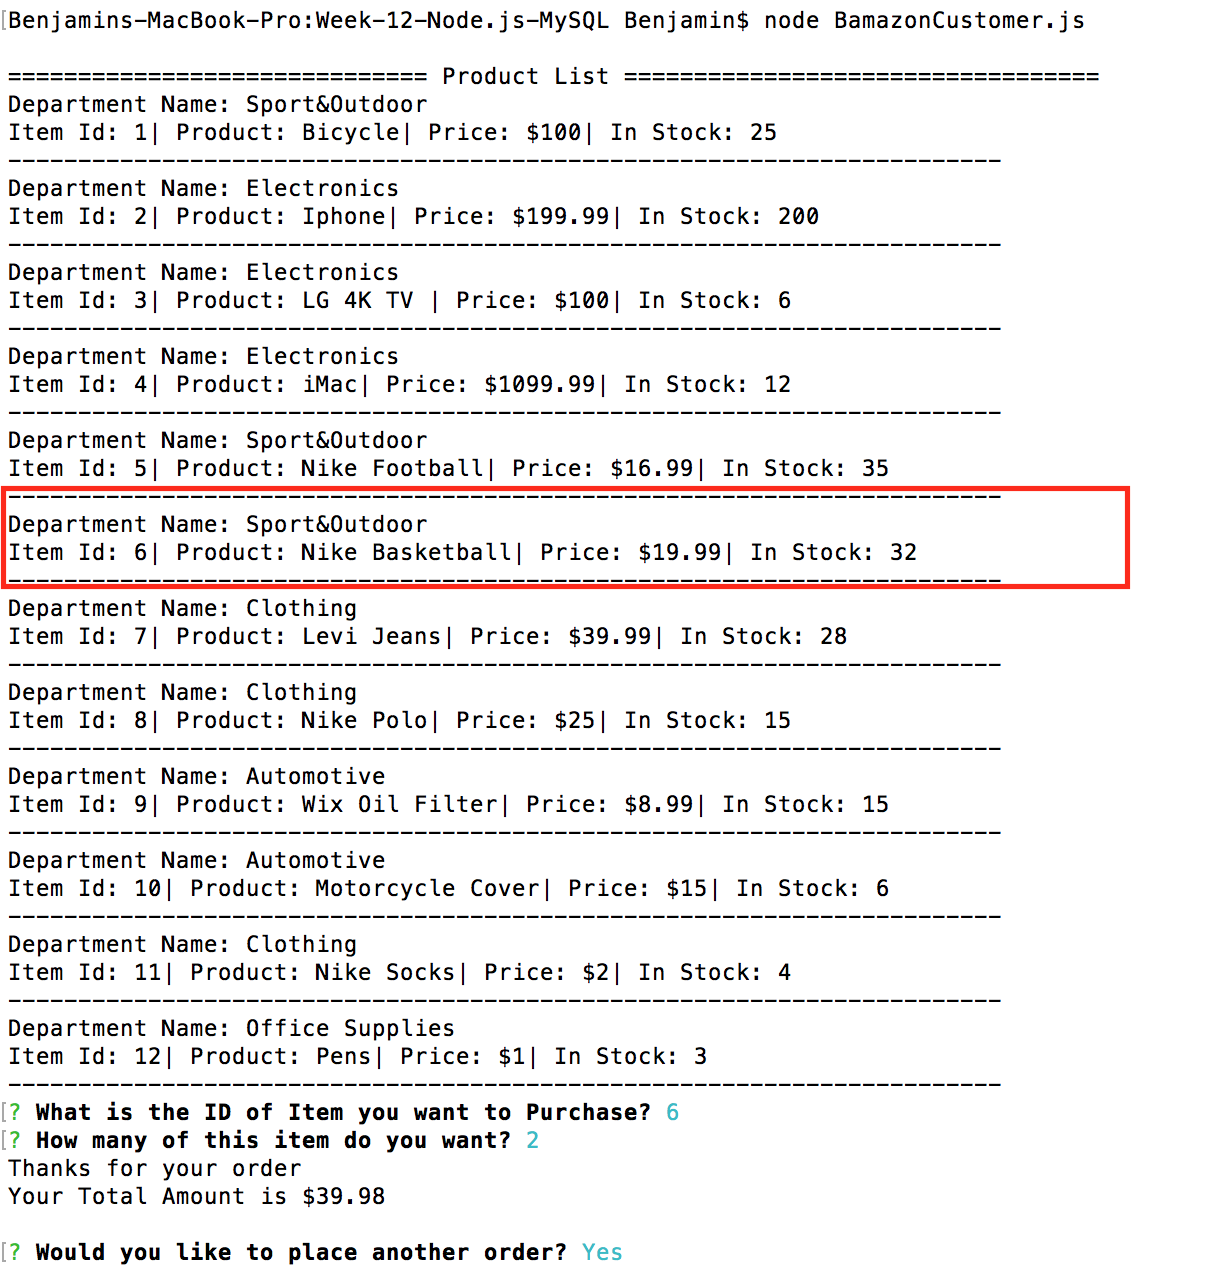 [Benjamins-MacBook-Pro:Week-12-Node.js-MySQL Benjamin$ node BamazonCustomer.js
============================== Product List ==================================
Department Name: Sport&Outdoor
Item Id: 1| Product: Bicycle| Price: $100| In Stock: 25
-----------------------------------------------------------------------
Department Name: Electronics
Item Id: 2| Product: Iphone| Price: $199.99| In Stock: 200
-----------------------------------------------------------------------
Department Name: Electronics
Item Id: 3| Product: LG 4K TV | Price: $100| In Stock: 6
-----------------------------------------------------------------------
Department Name: Electronics
Item Id: 4| Product: iMac| Price: $1099.99| In Stock: 12
-----------------------------------------------------------------------
Department Name: Sport&Outdoor
Item Id: 5| Product: Nike Football| Price: $16.99| In Stock: 35
-----------------------------------------------------------------------
Department Name: Sport&Outdoor
Item Id: 6| Product: Nike Basketball| Price: $19.99| In Stock: 32
-----------------------------------------------------------------------
Department Name: Clothing
Item Id: 7| Product: Levi Jeans| Price: $39.99| In Stock: 28
-----------------------------------------------------------------------
Department Name: Clothing
Item Id: 8| Product: Nike Polo| Price: $25| In Stock: 15
-----------------------------------------------------------------------
Department Name: Automotive
Item Id: 9| Product: Wix Oil Filter| Price: $8.99| In Stock: 15
-----------------------------------------------------------------------
Department Name: Automotive
Item Id: 10| Product: Motorcycle Cover| Price: $15| In Stock: 6
-----------------------------------------------------------------------
Department Name: Clothing
Item Id: 11| Product: Nike Socks| Price: $2| In Stock: 4
-----------------------------------------------------------------------
Department Name: Office Supplies
Item Id: 12| Product: Pens| Price: $1| In Stock: 3
-----------------------------------------------------------------------
[? What is the ID of Item you want to Purchase? 6
[? How many of this item do you want? 2
Thanks for your order
Your Total Amount is $39.98
[? Would you like to place another order? Yes